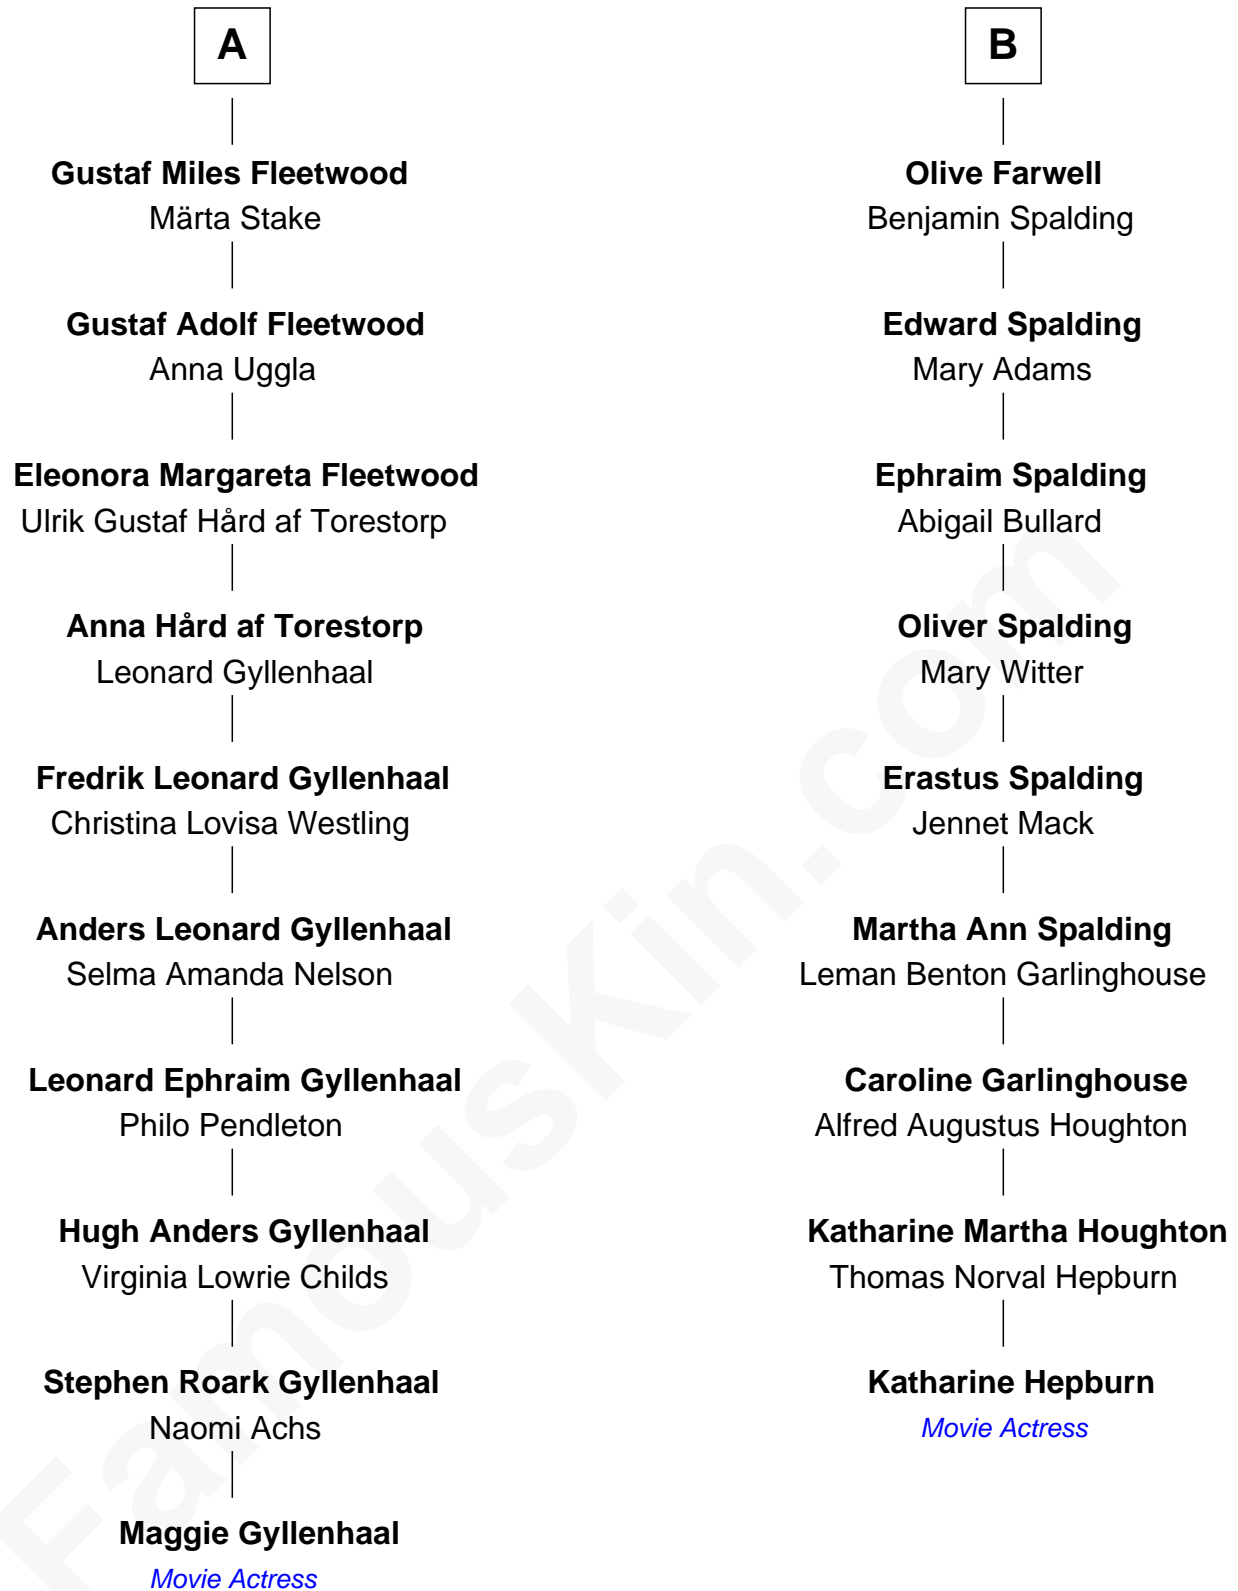 A
Gustaf Miles Fleetwood
Märta Stake
Gustaf Adolf Fleetwood
Anna Uggla
Eleonora Margareta Fleetwood
Ulrik Gustaf Hård af Torestorp
Anna Hård af Torestorp
Leonard Gyllenhaal
Fredrik Leonard Gyllenhaal
Christina Lovisa Westling
Anders Leonard Gyllenhaal
Selma Amanda Nelson
Leonard Ephraim Gyllenhaal
Philo Pendleton
Hugh Anders Gyllenhaal
Virginia Lowrie Childs
Stephen Roark Gyllenhaal
Naomi Achs
Maggie Gyllenhaal
Movie Actress
B
Olive Farwell
Benjamin Spalding
Edward Spalding
Mary Adams
Ephraim Spalding
Abigail Bullard
Oliver Spalding
Mary Witter
Erastus Spalding
Jennet Mack
Martha Ann Spalding
Leman Benton Garlinghouse
Caroline Garlinghouse
Alfred Augustus Houghton
Katharine Martha Houghton
Thomas Norval Hepburn
Katharine Hepburn
Movie Actress
FamousKin.com